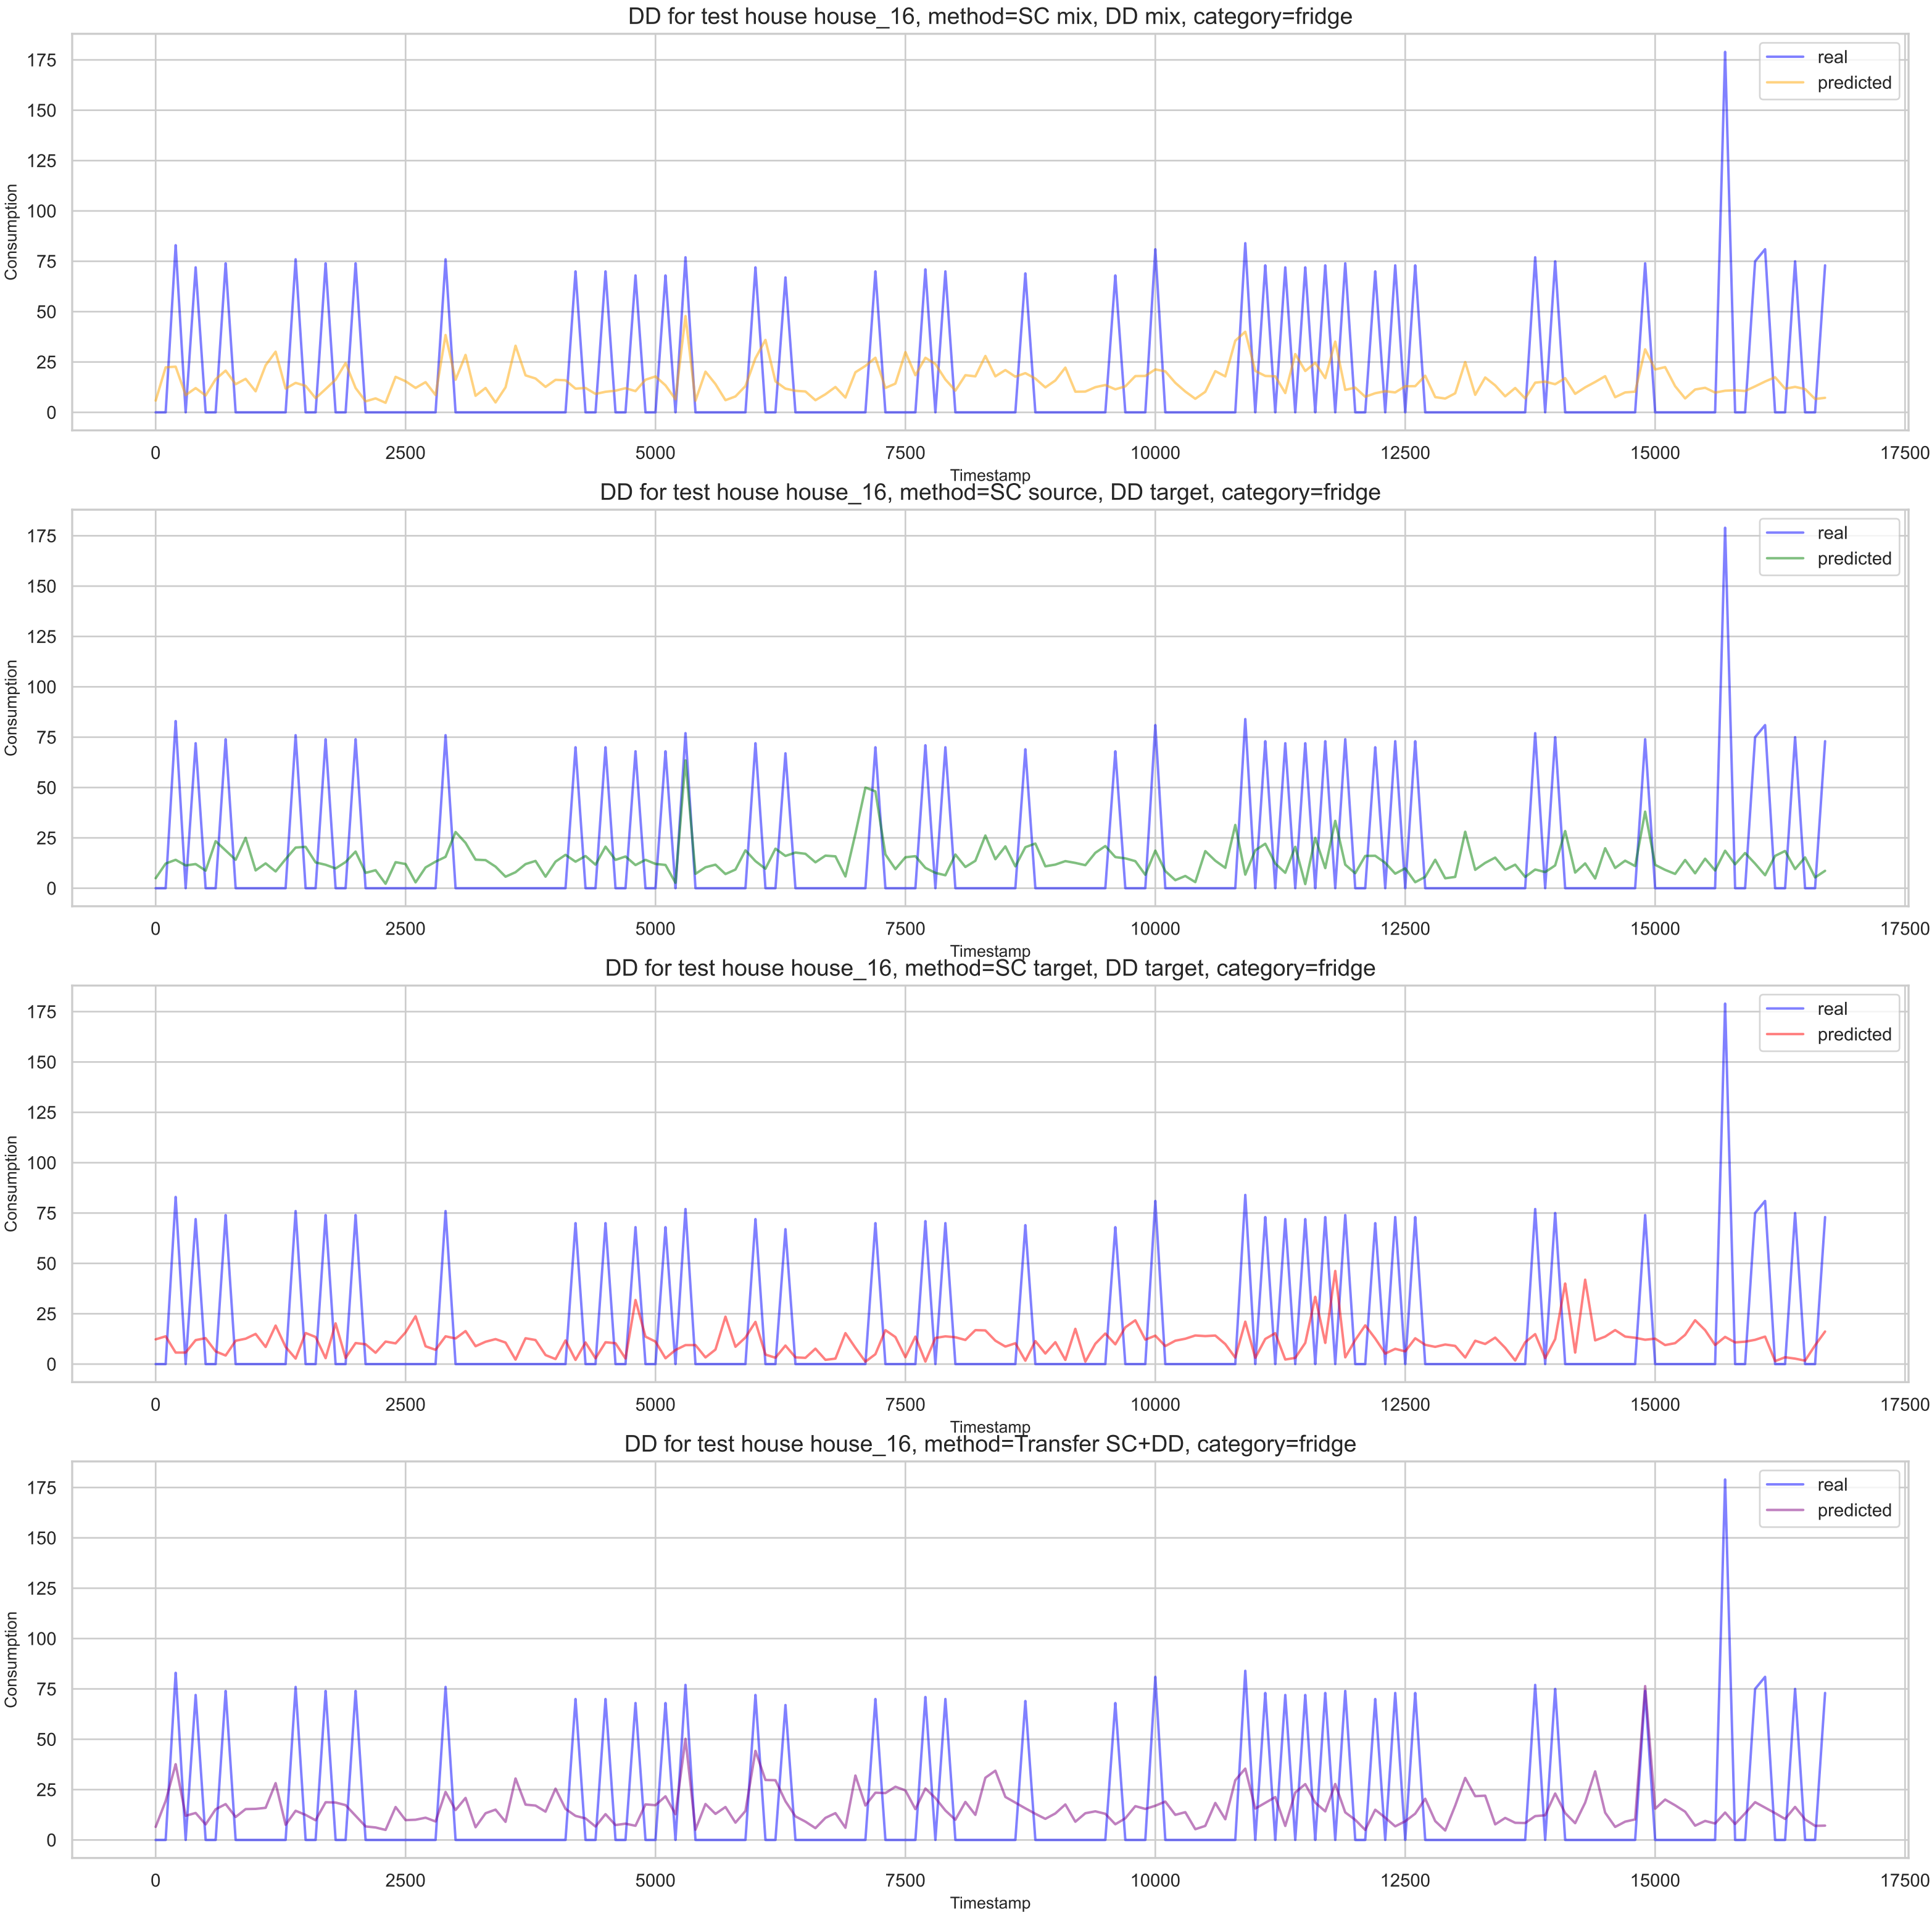 DD for test house house_16, method=SC mix, DD mix, category=fridge
175
150
125
100
75
50
25
0
Consumption
real
predicted
0 2500 5000 7500 10000 12500 15000 17500
Timestamp
DD for test house house_16, method=SC source, DD target, category=fridge
175
150
125
100
75
50
25
0
Consumption
real
predicted
0 2500 5000 7500 10000 12500 15000 17500
Timestamp
DD for test house house_16, method=SC target, DD target, category=fridge
175
150
125
100
75
50
25
0
Consumption
real
predicted
0 2500 5000 7500 10000 12500 15000 17500
Timestamp
DD for test house house_16, method=Transfer SC+DD, category=fridge
175
150
125
100
75
50
25
0
Consumption
real
predicted
0 2500 5000 7500 10000 12500 15000 17500
Timestamp